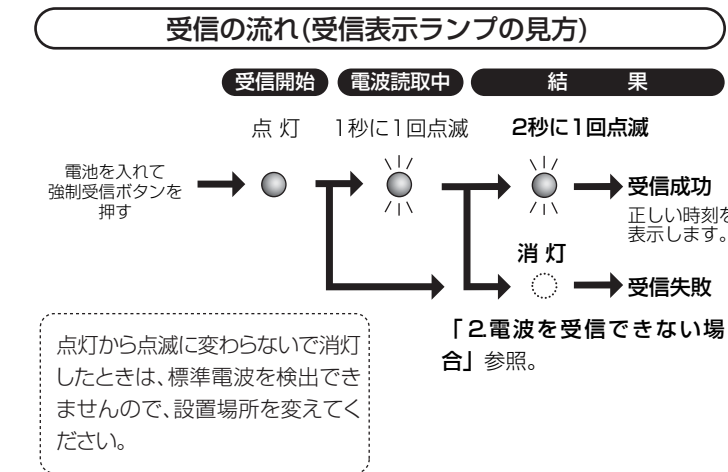 受信の流れ(受信表示ランプの見方)
受信開始 電波読取中 結果
点灯 1秒に1回点滅 2秒に1回点滅
電池を入れて
強制受信ボタンを
押す
受信成功
正しい時刻を
表示します。
消灯
受信失敗
「2.電波を受信できない場
合」参照。
点灯から点滅に変わらないで消灯
したときは、標準電波を検出でき
ませんので、設置場所を変えてく
ださい。